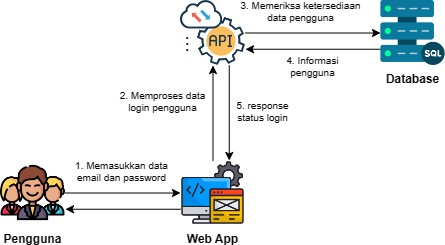 3. Memeriksa ketersediaan
data pengguna
API
4. Informasi
pengguna
SQL
Database
2. Memproses data
login pengguna
5. response
status login
1. Memasukkan data
email dan password
</>
Pengguna
Web App